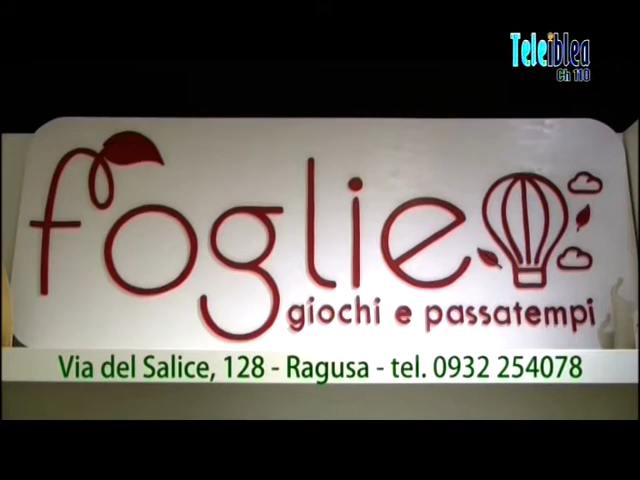 Teleiblea
Ch 110
foglie
giochi e passatempi
Via del Salice, 128 - Ragusa - tel. 0932 254078